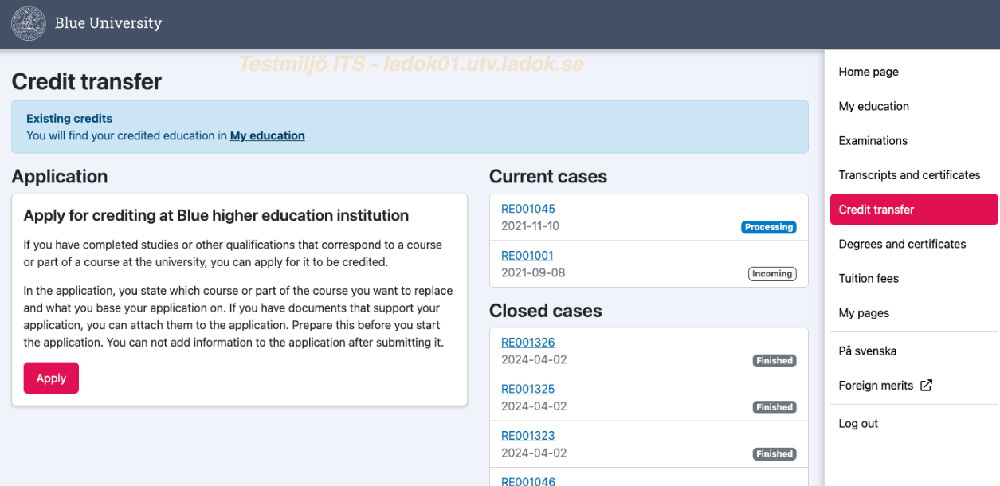 Blue University
Testmiljö ITS - ladok01.utv.ladok.se
Credit transfer
Existing credits
You will find your credited education in My education
Application
Apply for crediting at Blue higher education institution
If you have completed studies or other qualifications that correspond to a course
or part of a course at the university, you can apply for it to be credited.
In the application, you state which course or part of the course you want to replace
and what you base your application on. If you have documents that support your
application, you can attach them to the application. Prepare this before you start
the application. You can not add information to the application after submitting it.
Apply
Current cases
RE001045
2021-11-10
Processing
RE001001
2021-09-08
Incoming
Closed cases
RE001326
2024-04-02
Finished
RE001325
2024-04-02
Finished
RE001323
2024-04-02
Finished
RE001046
Home page
My education
Examinations
Transcripts and certificates
Credit transfer
Degrees and certificates
Tuition fees
My pages
På svenska
Foreign merits
Log out